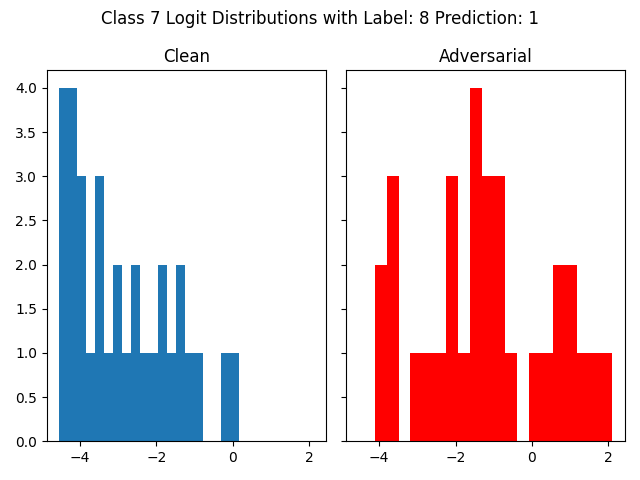 Class 7 Logit Distributions with Label: 8 Prediction: 1
Clean
Adversarial
4.0
3.5
3.0
2.5
2.0
1.5
1.0
0.5
0.0
−4 −2 0 2
−4 −2 0 2